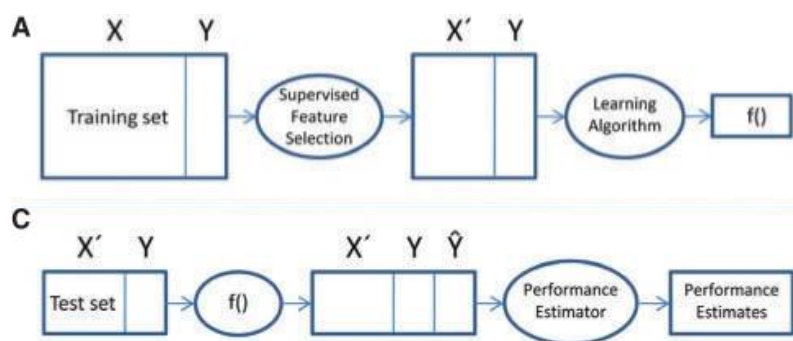 A
X Y X´ Y
Training set
Supervised
Feature
Selection
Learning
Algorithm
f()
C
X´ Y X´ Y Ŷ
Test set
f()
Performance
Estimator
Performance
Estimates